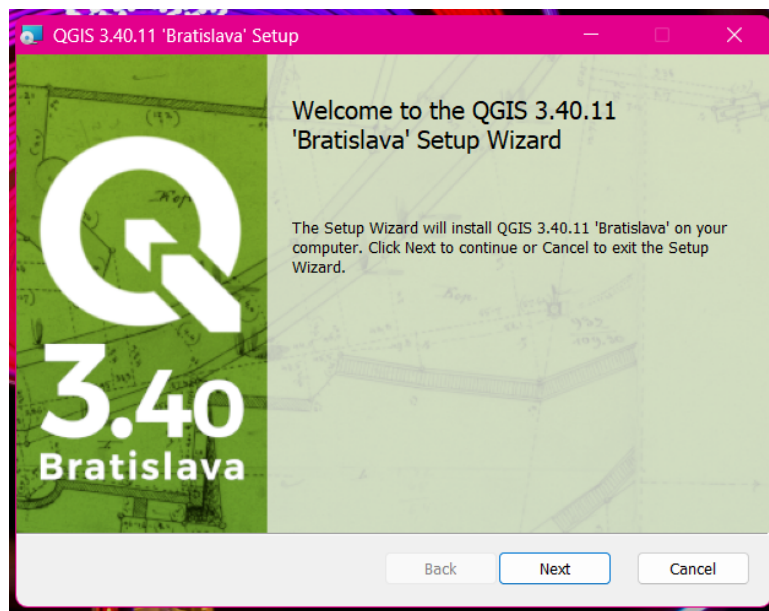 QGIS 3.40.11 'Bratislava' Setup
Welcome to the QGIS 3.40.11
'Bratislava' Setup Wizard
The Setup Wizard will install QGIS 3.40.11 'Bratislava' on your
computer. Click Next to continue or Cancel to exit the Setup
Wizard.
3.40
Bratislava
Back
Next
Cancel